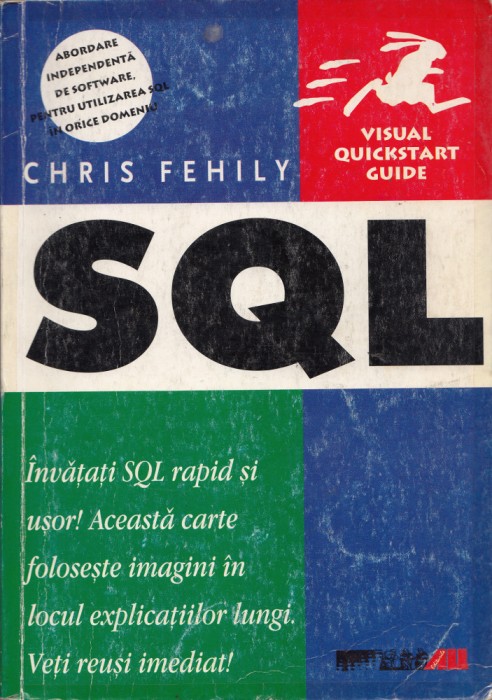 ABORDARE
INDEPENDENTĂ
DE SOFTWARE,
PENTRU UTILIZAREA SQL
ÎN ORICE DOMENIU!
VISUAL
QUICKSTART
GUIDE
CHRIS FEHILY
SQL
Învățați SQL rapid și
ușor! Această carte
folosește imagini în
locul explicațiilor lungi.
Veți reuși imediat!